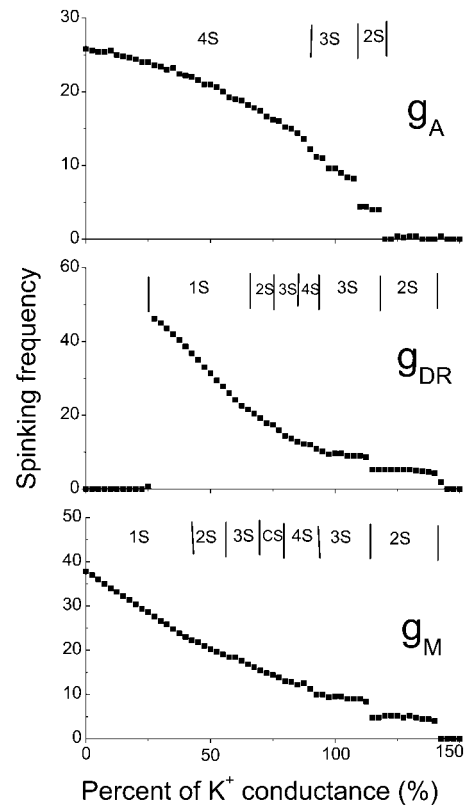 4S 3S 2S
30
20
10
0
g_A
1S 2S 3S 4S 3S 2S
60
40
20
0
g_DR
Spinking frequency
1S 2S 3S CS 4S 3S 2S
50
40
30
20
10
0
g_M
0 50 100 150
Percent of K⁺ conductance (%)